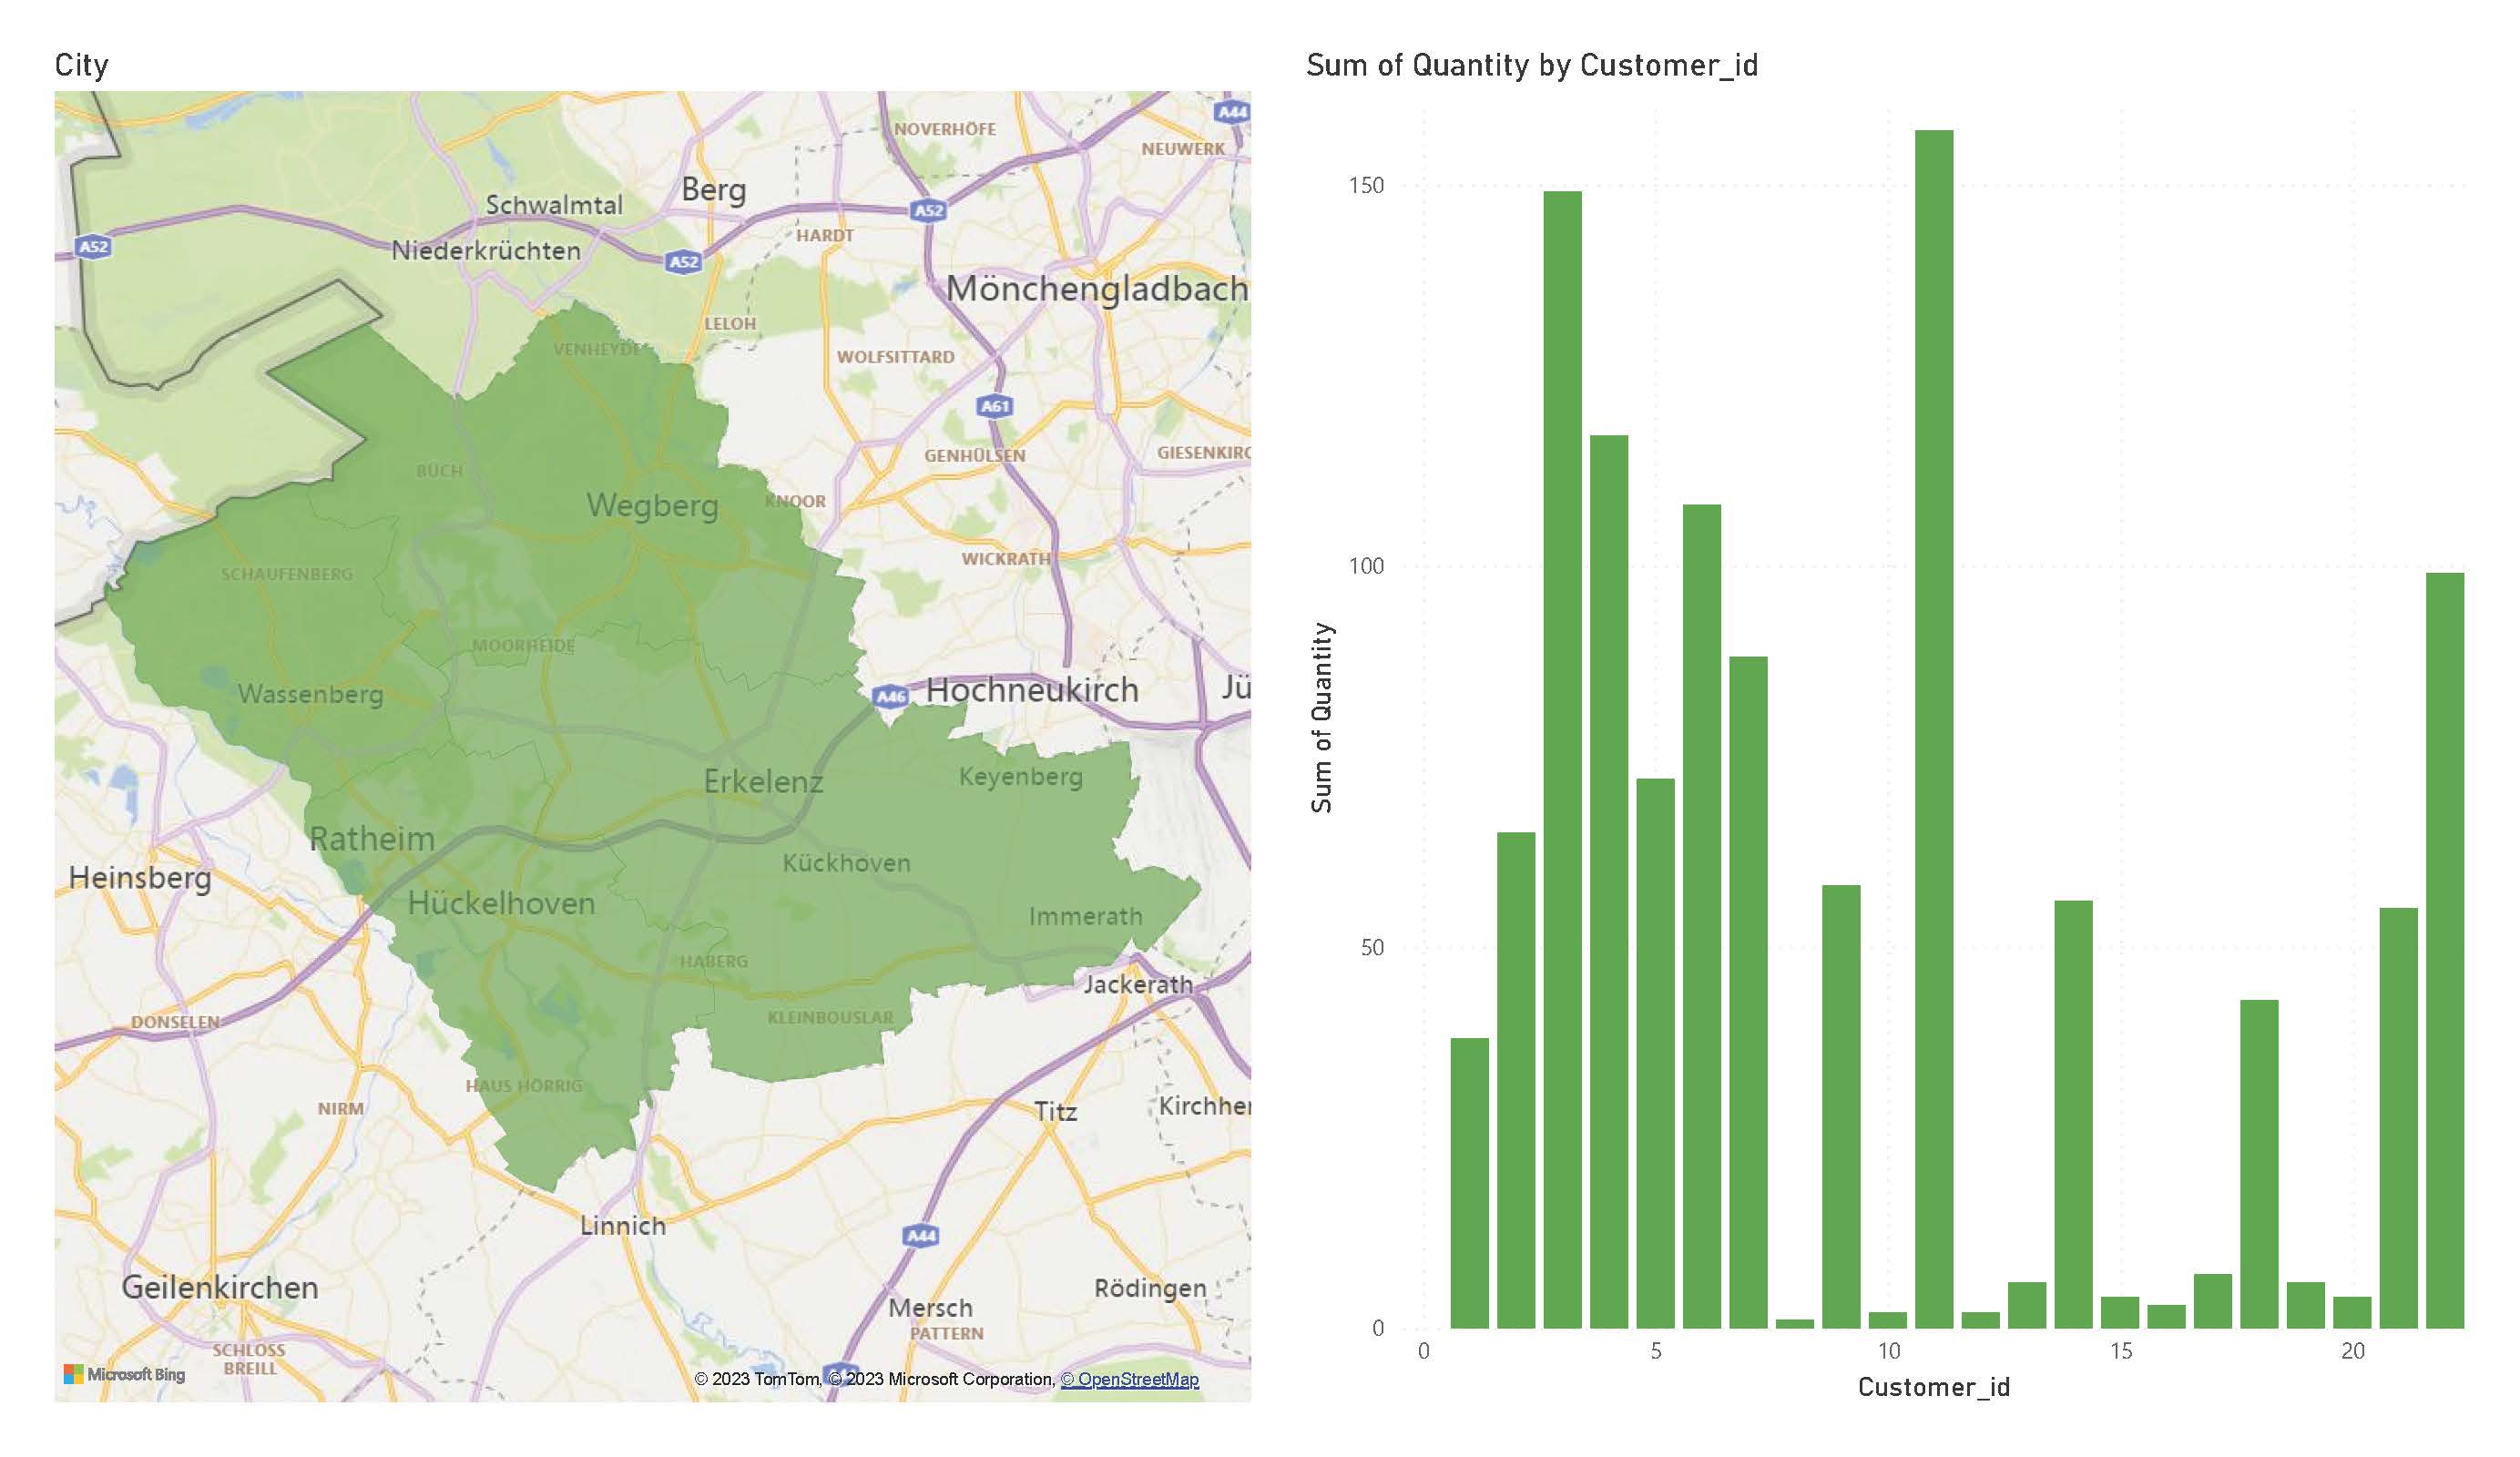 City
NOVERHÖFE
A44
NEUWERK
Berg
Schwalmtal
A52
HARDT
A52
Niederkrüchten
A52
Mönchengladbach
LELOH
VENHEYDE
WOLFSITTARD
A61
GENHÜLSEN
GIESENKIRC
BÜCH
Wegberg
KNOOR
WICKRATH
SCHAUFENBERG
MOORHEIDE
Wassenberg
A46
Hochneukirch
Jü
Erkelenz
Keyenberg
Ratheim
Kückhoven
Heinsberg
Hückelhoven
Immerath
HABERG
Jackerath
DONSELEN
KLEINBOUSLAR
HAUS HÖRRIG
NIRM
Titz
Kirchher
Linnich
A44
Geilenkirchen
Rödingen
Mersch
PATTERN
SCHLOSS
BREILL
Microsoft Bing
© 2023 TomTom, © 2023 Microsoft Corporation, © OpenStreetMap
Sum of Quantity by Customer_id
150
100
50
0
Sum of Quantity
0 5 10 15 20
Customer_id